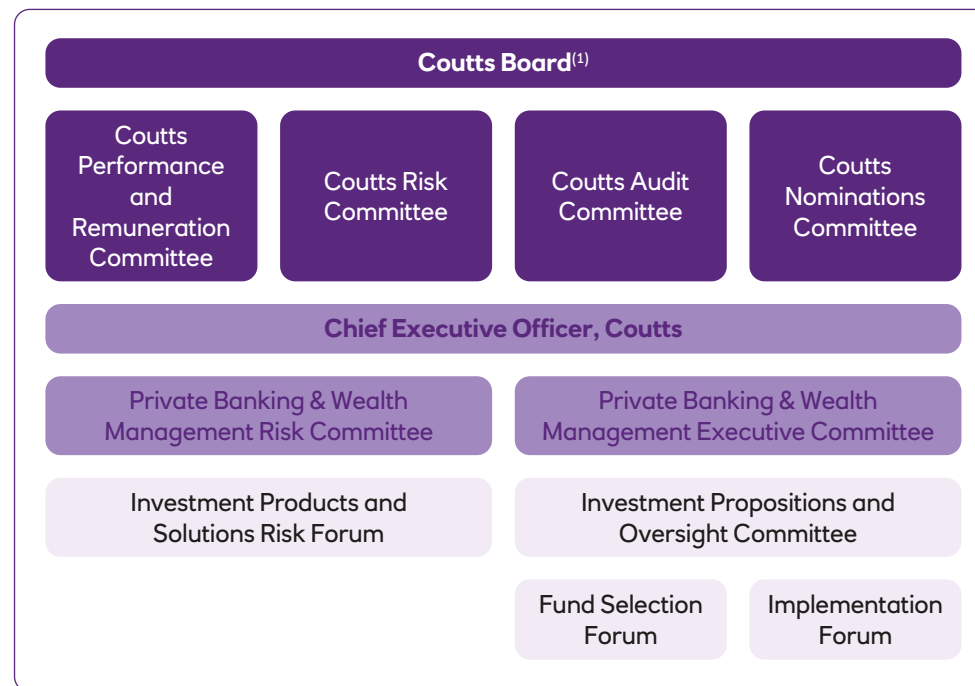 Coutts Board(1)
Coutts
Performance
and
Remuneration
Committee
Coutts Risk
Committee
Coutts Audit
Committee
Coutts
Nominations
Committee
Chief Executive Officer, Coutts
Private Banking & Wealth
Management Risk Committee
Private Banking & Wealth
Management Executive Committee
Investment Products and
Solutions Risk Forum
Investment Propositions and
Oversight Committee
Fund Selection
Forum
Implementation
Forum